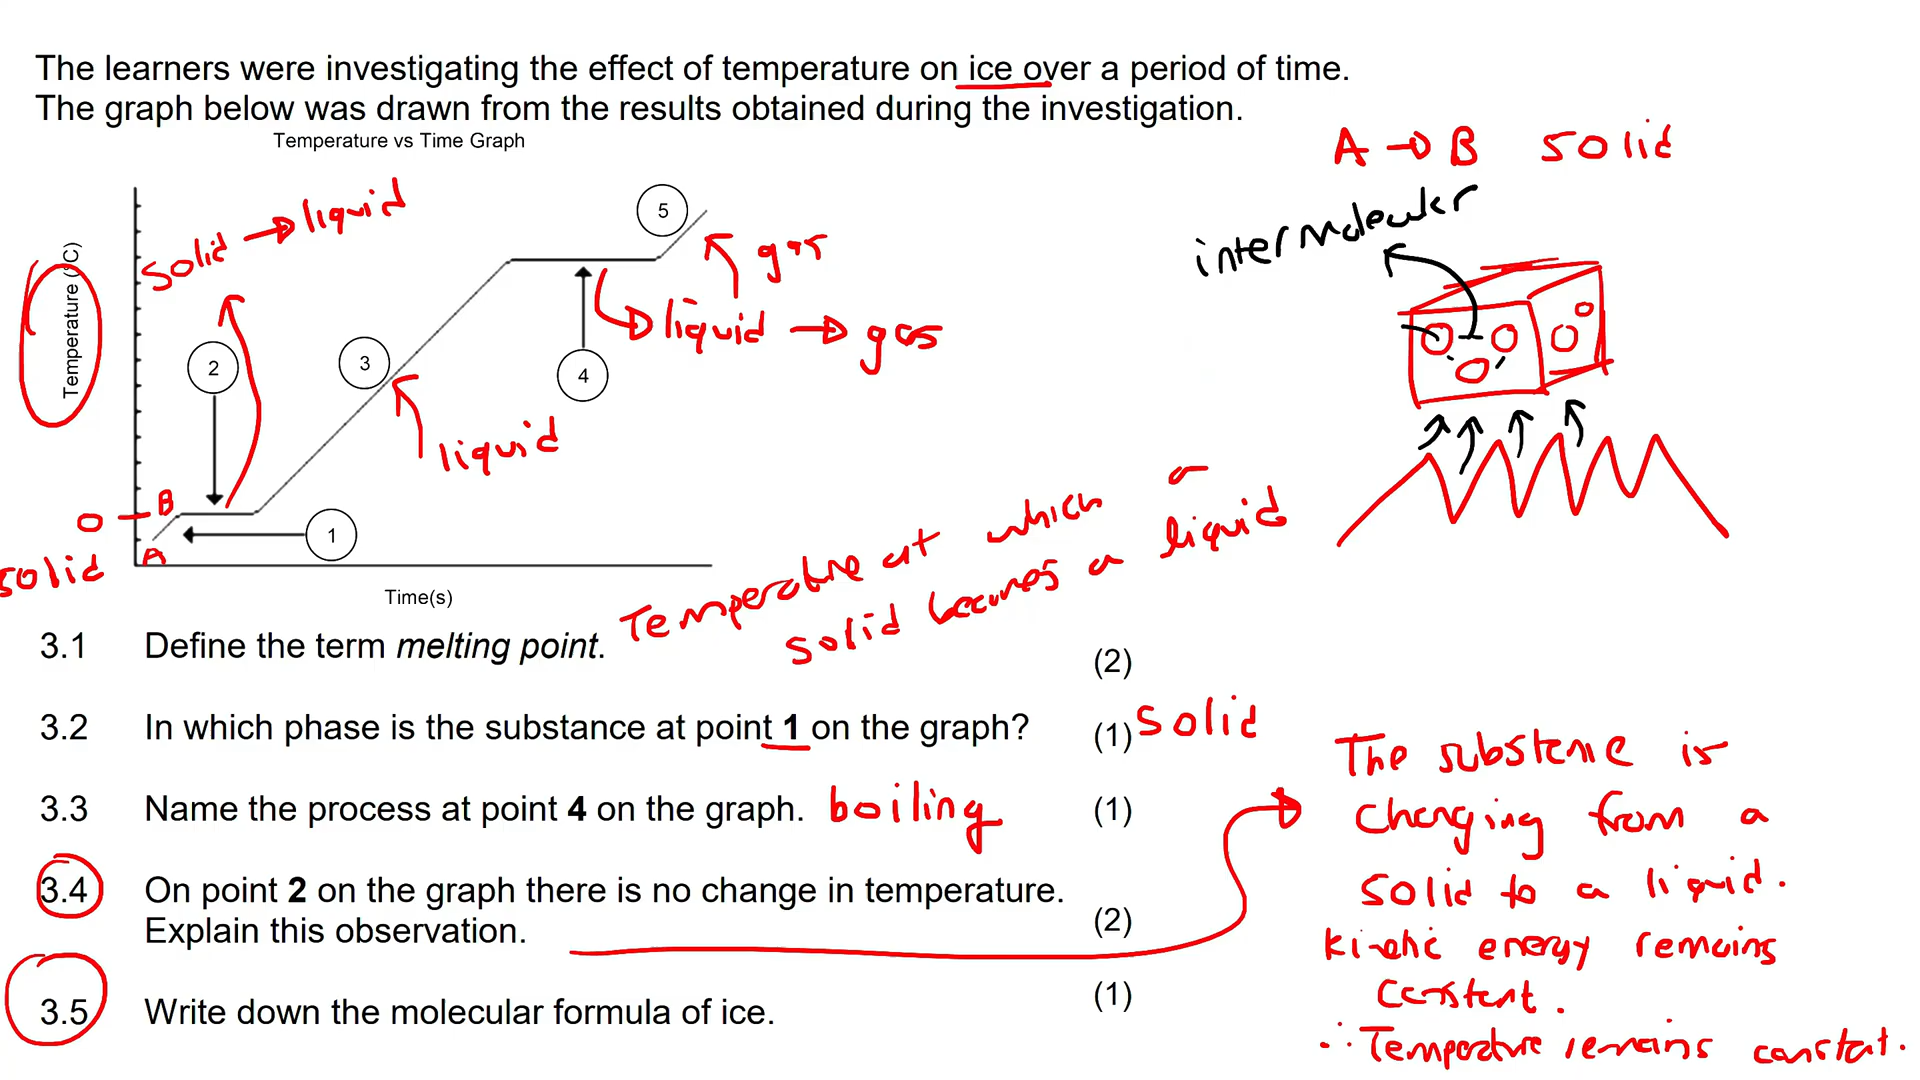 The learners were investigating the effect of temperature on ice over a period of time.
The graph below was drawn from the results obtained during the investigation.
Temperature vs Time Graph
A → B solid
intermolecular
solid → liquid
5
gas
Temperature (°C)
2
3
liquid → gas
4
liquid
0
B
A
1
solid
Time(s)
Temperature at which a
solid becomes a liquid
3.1 Define the term melting point.
(2)
3.2 In which phase is the substance at point 1 on the graph?
(1) solid
3.3 Name the process at point 4 on the graph. boiling
(1)
3.4 On point 2 on the graph there is no change in temperature.
Explain this observation.
(2)
3.5 Write down the molecular formula of ice.
(1)
The substance is
changing from a
solid to a liquid.
kinetic energy remains
constant.
∴ Temperature remains constant.